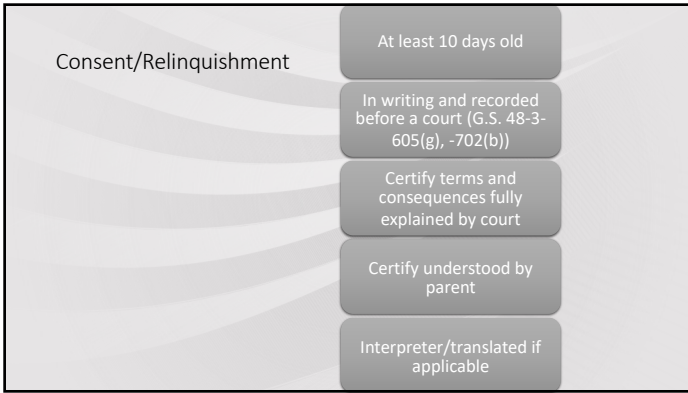 Consent/Relinquishment
At least 10 days old
In writing and recorded
before a court (G.S. 48-3-
605(g), -702(b))
Certify terms and
consequences fully
explained by court
Certify understood by
parent
Interpreter/translated if
applicable